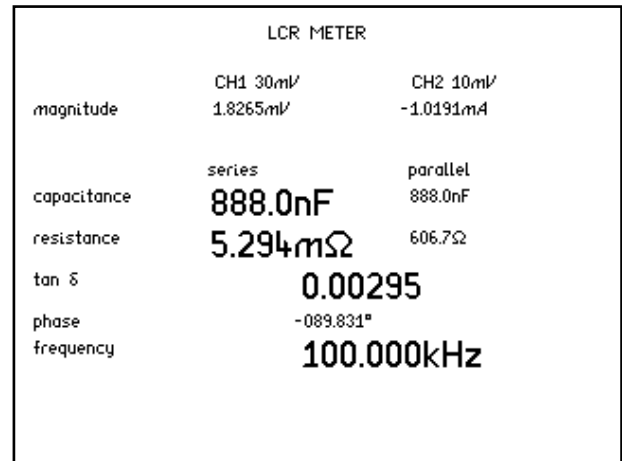 LCR METER
CH1 30mV CH2 10mV
magnitude 1.8265mV -1.0191mA
series parallel
capacitance 888.0nF 888.0nF
resistance 5.294mΩ 606.7Ω
tan δ 0.00295
phase -089.831°
frequency 100.000kHz